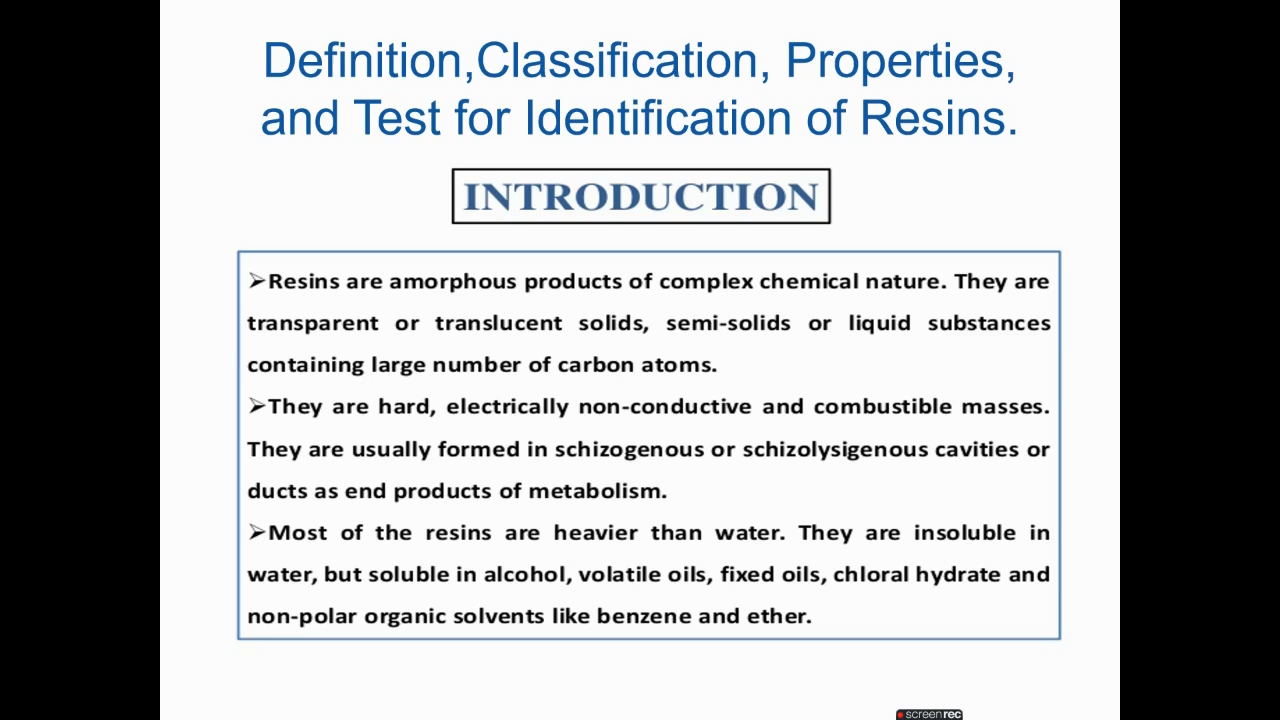 Definition,Classification, Properties,
and Test for Identification of Resins.
INTRODUCTION
➢Resins are amorphous products of complex chemical nature. They are
transparent or translucent solids, semi-solids or liquid substances
containing large number of carbon atoms.
➢They are hard, electrically non-conductive and combustible masses.
They are usually formed in schizogenous or schizolysigenous cavities or
ducts as end products of metabolism.
➢Most of the resins are heavier than water. They are insoluble in
water, but soluble in alcohol, volatile oils, fixed oils, chloral hydrate and
non-polar organic solvents like benzene and ether.
screenrec